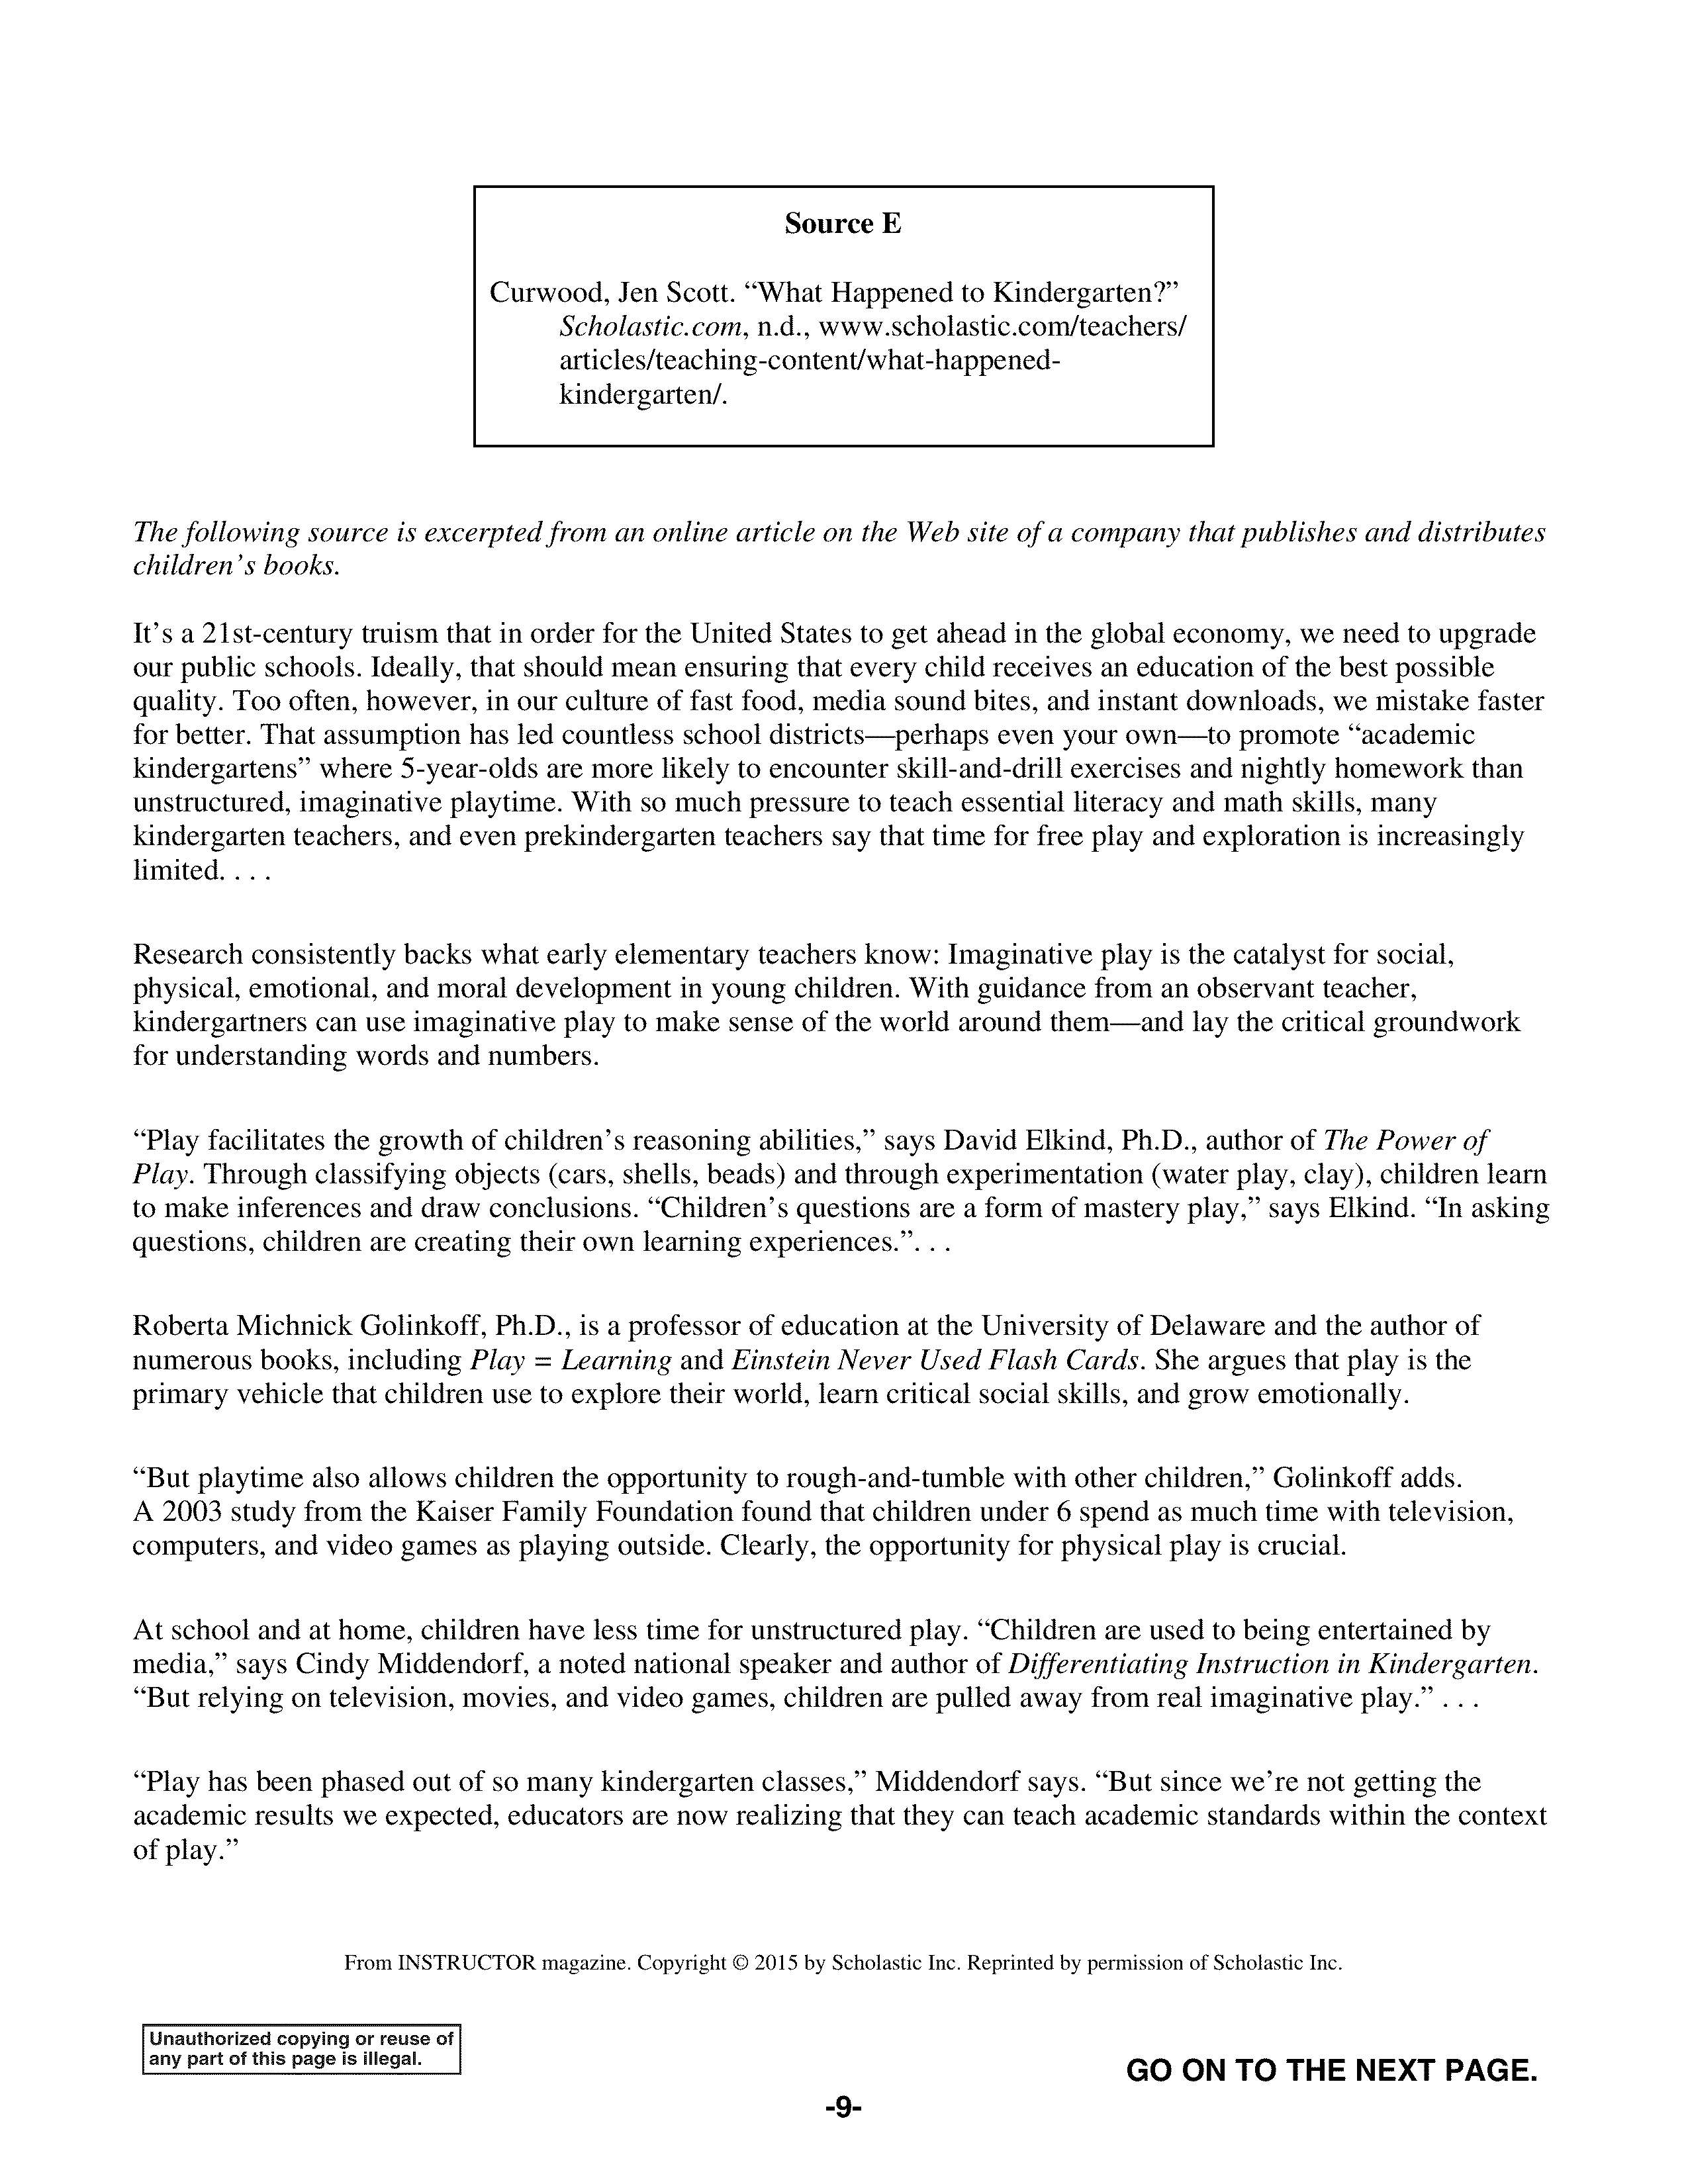 Source E
Curwood, Jen Scott. “What Happened to Kindergarten?”
Scholastic.com, n.d., www.scholastic.com/teachers/
articles/teaching-content/what-happened-
kindergarten/.
The following source is excerpted from an online article on the Web site of a company that publishes and distributes
children’s books.
It’s a 21st-century truism that in order for the United States to get ahead in the global economy, we need to upgrade
our public schools. Ideally, that should mean ensuring that every child receives an education of the best possible
quality. Too often, however, in our culture of fast food, media sound bites, and instant downloads, we mistake faster
for better. That assumption has led countless school districts—perhaps even your own—to promote “academic
kindergartens” where 5-year-olds are more likely to encounter skill-and-drill exercises and nightly homework than
unstructured, imaginative playtime. With so much pressure to teach essential literacy and math skills, many
kindergarten teachers, and even prekindergarten teachers say that time for free play and exploration is increasingly
limited. . . .
Research consistently backs what early elementary teachers know: Imaginative play is the catalyst for social,
physical, emotional, and moral development in young children. With guidance from an observant teacher,
kindergartners can use imaginative play to make sense of the world around them—and lay the critical groundwork
for understanding words and numbers.
“Play facilitates the growth of children’s reasoning abilities,” says David Elkind, Ph.D., author of The Power of
Play. Through classifying objects (cars, shells, beads) and through experimentation (water play, clay), children learn
to make inferences and draw conclusions. “Children’s questions are a form of mastery play,” says Elkind. “In asking
questions, children are creating their own learning experiences.”. . .
Roberta Michnick Golinkoff, Ph.D., is a professor of education at the University of Delaware and the author of
numerous books, including Play = Learning and Einstein Never Used Flash Cards. She argues that play is the
primary vehicle that children use to explore their world, learn critical social skills, and grow emotionally.
“But playtime also allows children the opportunity to rough-and-tumble with other children,” Golinkoff adds.
A 2003 study from the Kaiser Family Foundation found that children under 6 spend as much time with television,
computers, and video games as playing outside. Clearly, the opportunity for physical play is crucial.
At school and at home, children have less time for unstructured play. “Children are used to being entertained by
media,” says Cindy Middendorf, a noted national speaker and author of Differentiating Instruction in Kindergarten.
“But relying on television, movies, and video games, children are pulled away from real imaginative play.” . . .
“Play has been phased out of so many kindergarten classes,” Middendorf says. “But since we’re not getting the
academic results we expected, educators are now realizing that they can teach academic standards within the context
of play.”
From INSTRUCTOR magazine. Copyright © 2015 by Scholastic Inc. Reprinted by permission of Scholastic Inc.
Unauthorized copying or reuse of
any part of this page is illegal.
GO ON TO THE NEXT PAGE.
-9-